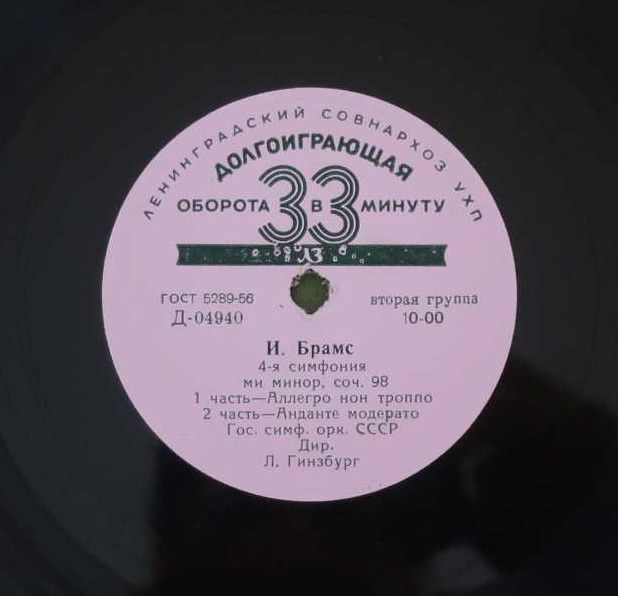 ЛЕНИНГРАДСКИЙ СОВНАРХОЗ УХП
ДОЛГОИГРАЮЩАЯ
ОБОРОТА 33 В МИНУТУ
ЛЗ
ГОСТ 5289-56 вторая группа
Д-04940 10-00
И. Брамс
4-я симфония
ми минор, соч. 98
1 часть—Аллегро нон троппо
2 часть—Анданте модерато
Гос. симф. орк. СССР
Дир.
Л. Гинзбург